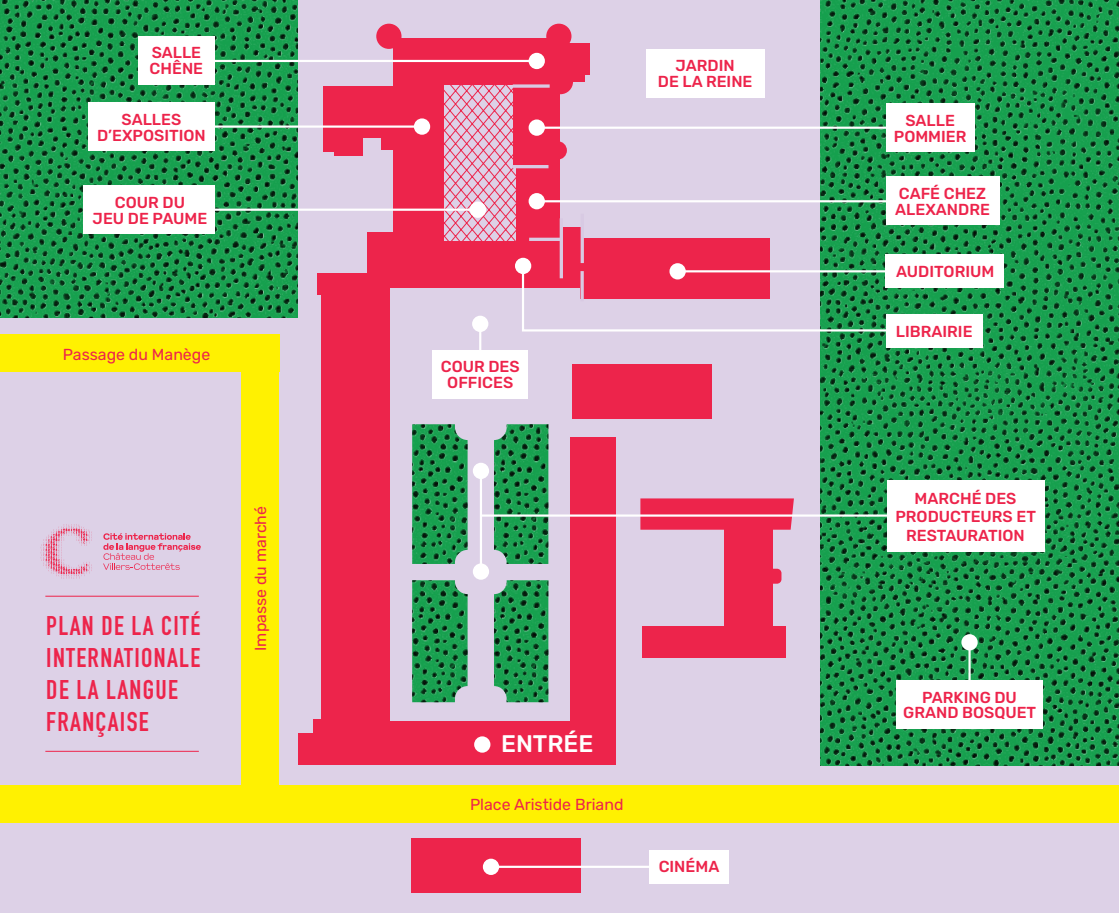 SALLE
CHÊNE
JARDIN
DE LA REINE
SALLES
D'EXPOSITION
SALLE
POMMIER
COUR DU
JEU DE PAUME
CAFÉ CHEZ
ALEXANDRE
AUDITORIUM
LIBRAIRIE
Passage du Manège
COUR DES
OFFICES
MARCHÉ DES
PRODUCTEURS ET
RESTAURATION
Impasse du marché
Cité internationale
de la langue française
Château de
Villers-Cotterêts
PLAN DE LA CITÉ
INTERNATIONALE
DE LA LANGUE
FRANÇAISE
PARKING DU
GRAND BOSQUET
ENTRÉE
Place Aristide Briand
CINÉMA